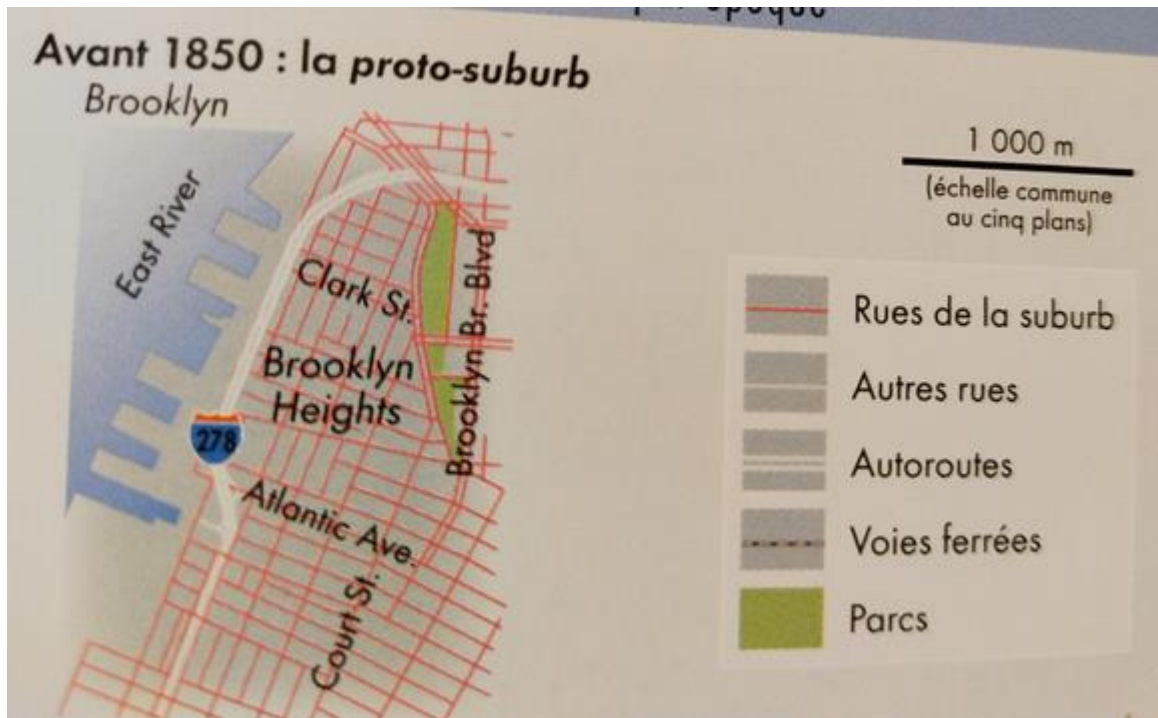 Avant 1850 : la proto-suburb
Brooklyn
1 000 m
(échelle commune
au cinq plans)
East River
Clark St.
Brooklyn Br. Blvd
Brooklyn
Heights
278
Atlantic Ave.
Court St.
Rues de la suburb
Autres rues
Autoroutes
Voies ferrées
Parcs